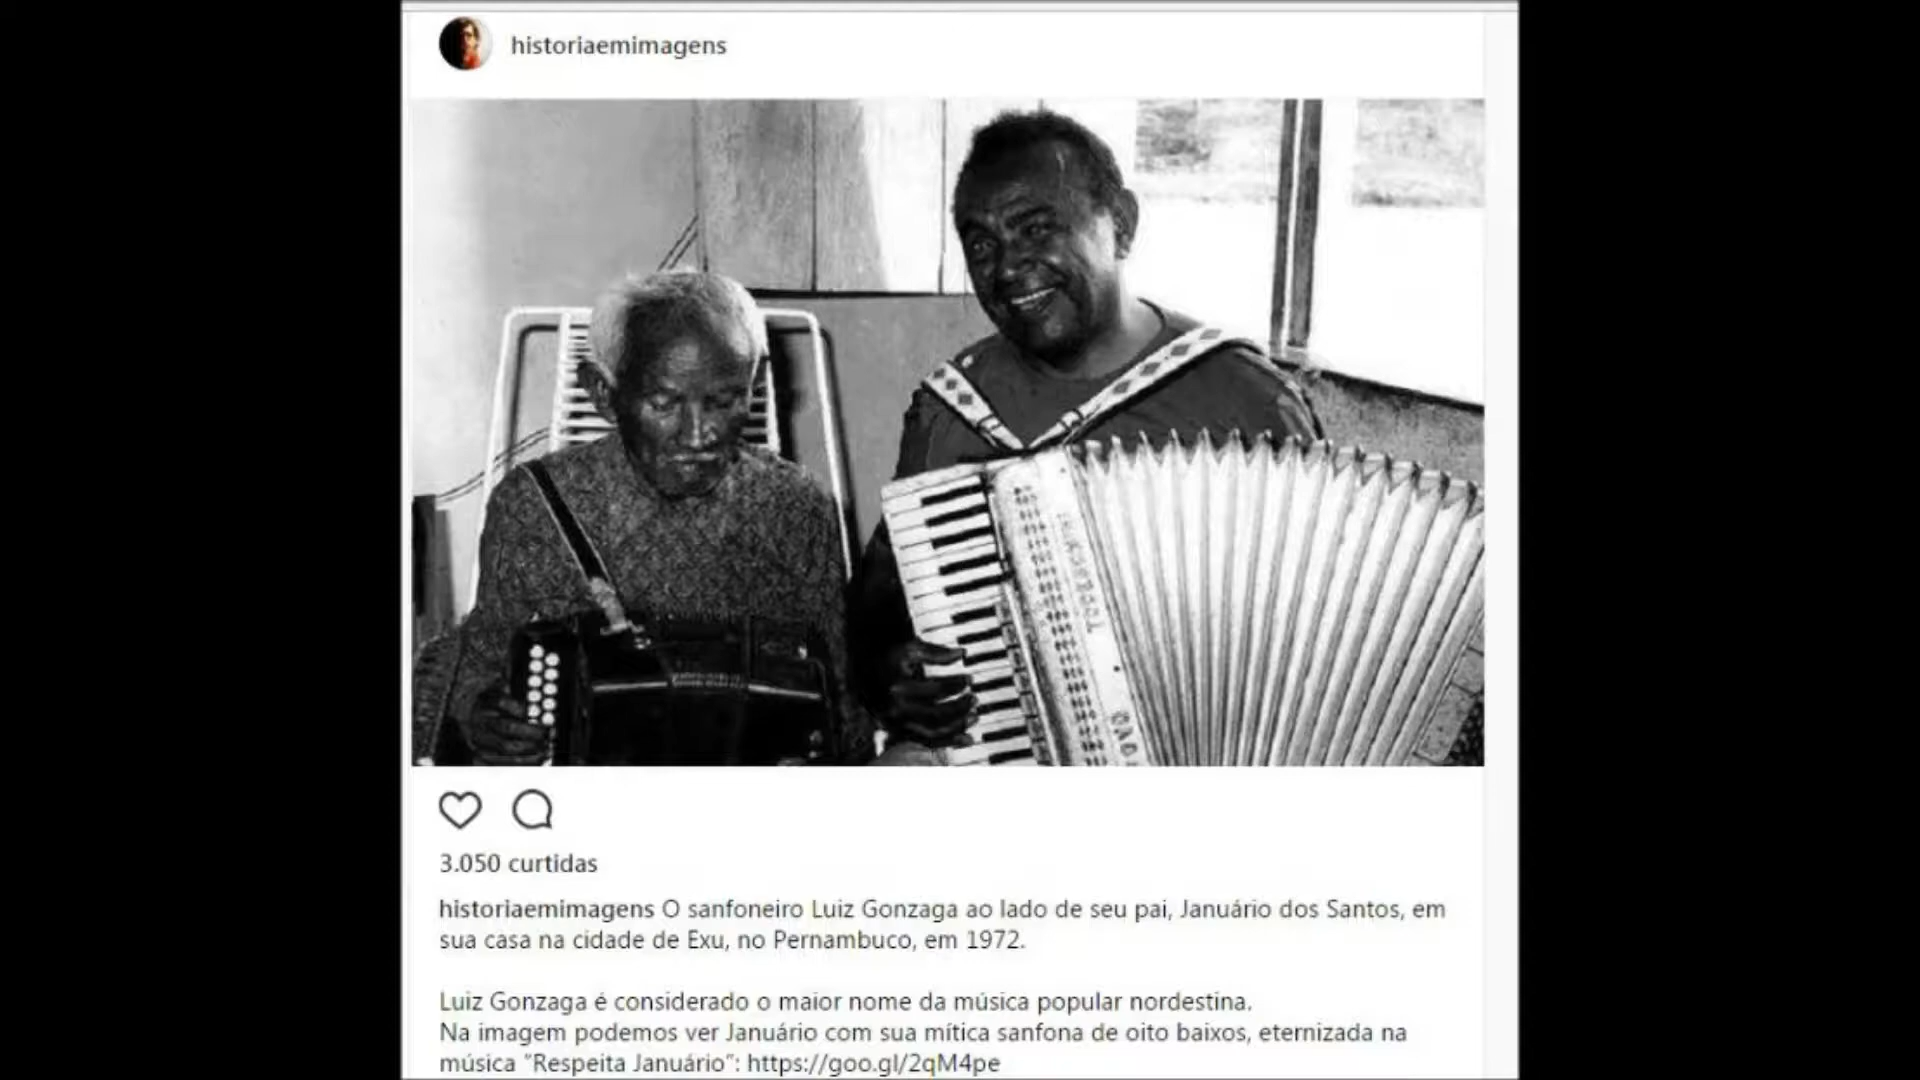 historiaemimagens
TODESCHINI
3.050 curtidas
historiaemimagens O sanfoneiro Luiz Gonzaga ao lado de seu pai, Januário dos Santos, em
sua casa na cidade de Exu, no Pernambuco, em 1972.
Luiz Gonzaga é considerado o maior nome da música popular nordestina.
Na imagem podemos ver Januário com sua mítica sanfona de oito baixos, eternizada na
música "Respeita Januário": https://goo.gl/2qM4pe